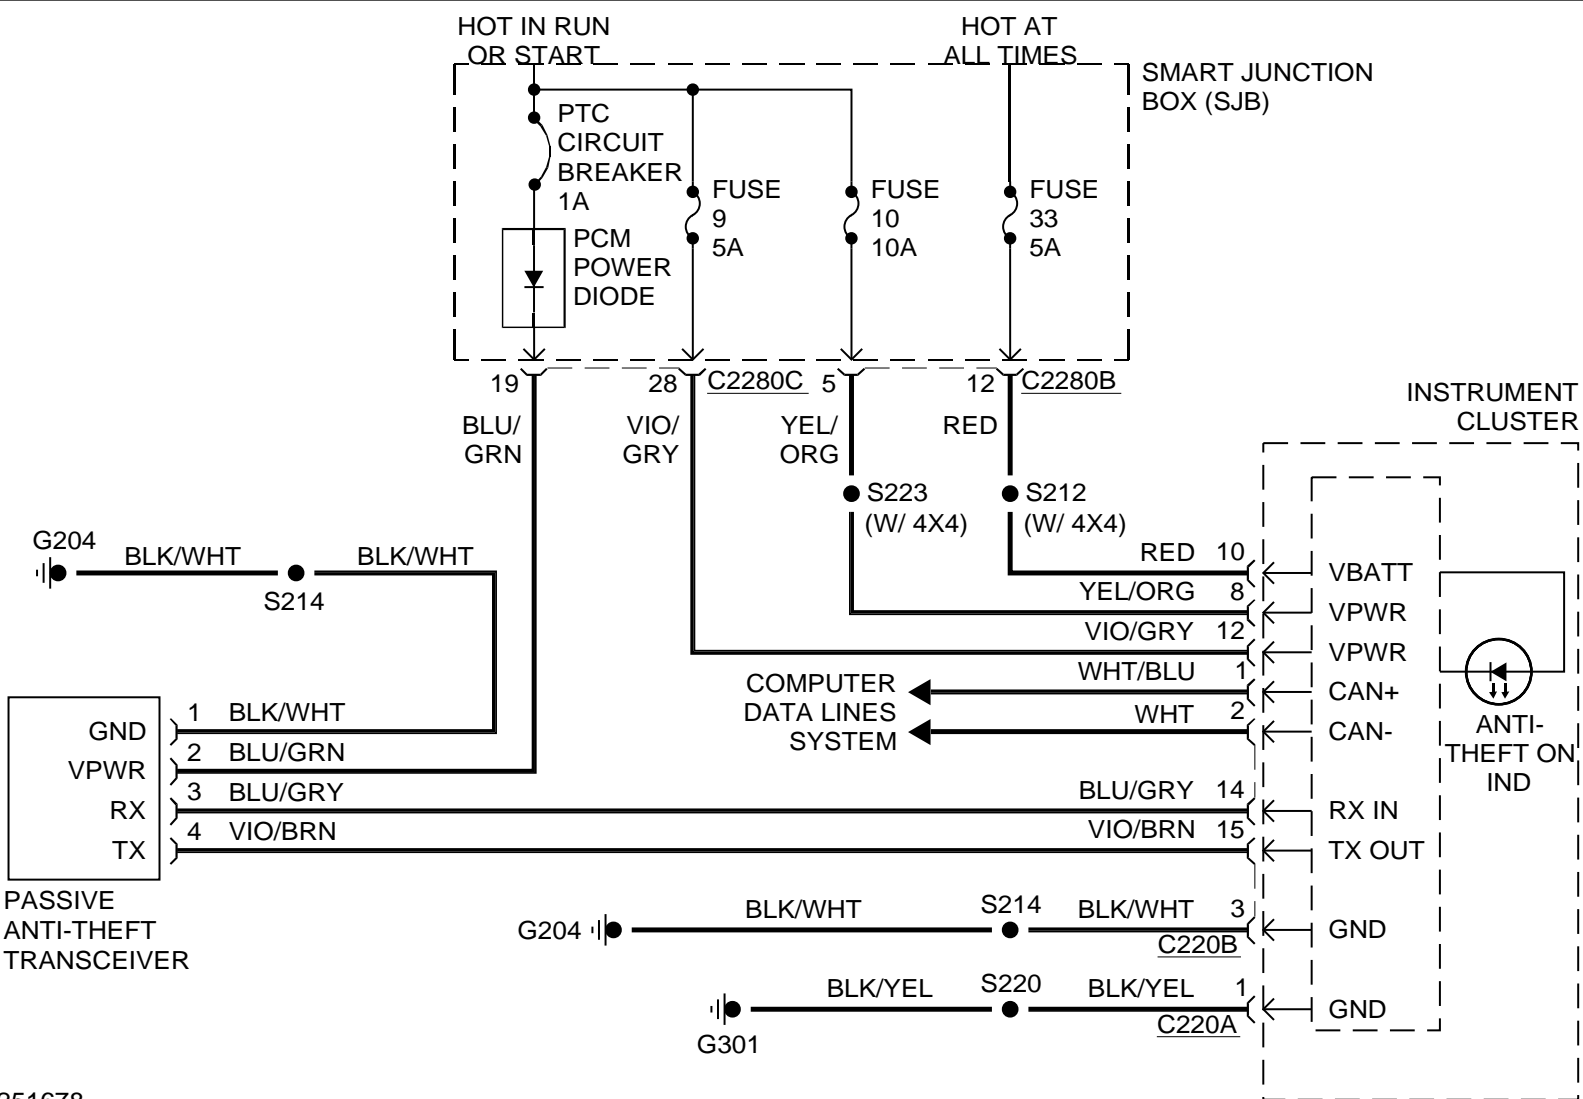 HOT IN RUN
OR START
HOT AT
ALL TIMES
SMART JUNCTION
BOX (SJB)
PTC
CIRCUIT
BREAKER
1A
PCM
POWER
DIODE
FUSE
9
5A
FUSE
10
10A
FUSE
33
5A
19
28
C2280C
5
12
C2280B
BLU/
GRN
VIO/
GRY
YEL/
ORG
RED
S223
(W/ 4X4)
S212
(W/ 4X4)
INSTRUMENT
CLUSTER
G204
BLK/WHT
BLK/WHT
S214
RED 10
VBATT
YEL/ORG 8
VPWR
VIO/GRY 12
VPWR
WHT/BLU 1
CAN+
WHT 2
CAN-
COMPUTER
DATA LINES
SYSTEM
ANTI-
THEFT ON
IND
GND
1 BLK/WHT
VPWR
2 BLU/GRN
RX
3 BLU/GRY
BLU/GRY 14
RX IN
TX
4 VIO/BRN
VIO/BRN 15
TX OUT
PASSIVE
ANTI-THEFT
TRANSCEIVER
G204
BLK/WHT
S214
BLK/WHT 3
C220B
GND
G301
BLK/YEL
S220
BLK/YEL 1
C220A
GND